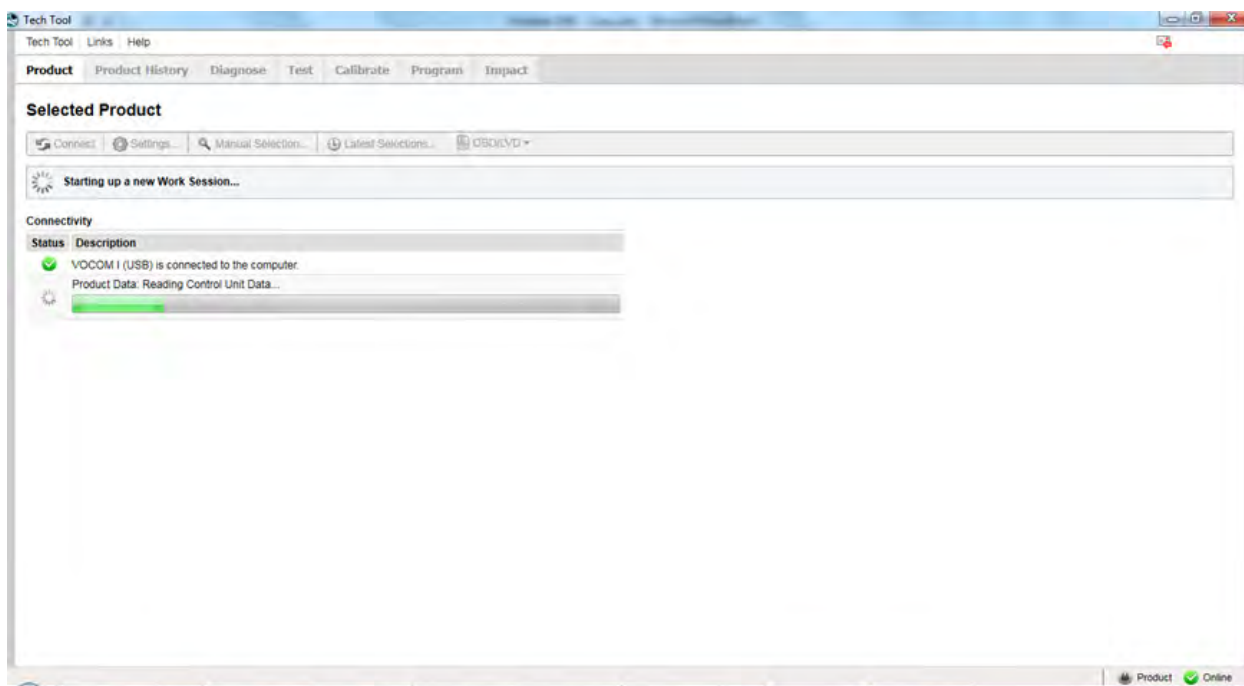 Tech Tool
Tech Tool Links Help
Product Product History Diagnose Test Calibrate Program Impact
Selected Product
Connect Settings... Manual Selection... Latest Selections... OBD/LVD
Starting up a new Work Session...
Connectivity
Status Description
VOCOM I (USB) is connected to the computer.
Product Data: Reading Control Unit Data...
Product Online